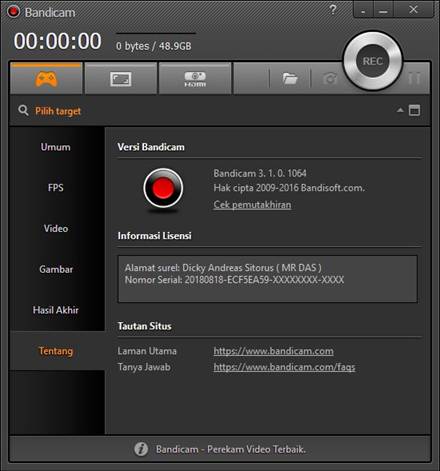 Bandicam
00:00:00
0 bytes / 48.9GB
REC
HDMI
Pilih target
Umum
FPS
Video
Gambar
Hasil Akhir
Tentang
Versi Bandicam
Bandicam 3. 1. 0. 1064
Hak cipta 2009-2016 Bandisoft.com.
Cek pemutakhiran
Informasi Lisensi
Alamat surel: Dicky Andreas Sitorus ( MR DAS )
Nomor Serial: 20180818-ECF5EA59-XXXXXXXX-XXXX
Tautan Situs
Laman Utama https://www.bandicam.com
Tanya Jawab https://www.bandicam.com/faqs
Bandicam - Perekam Video Terbaik.